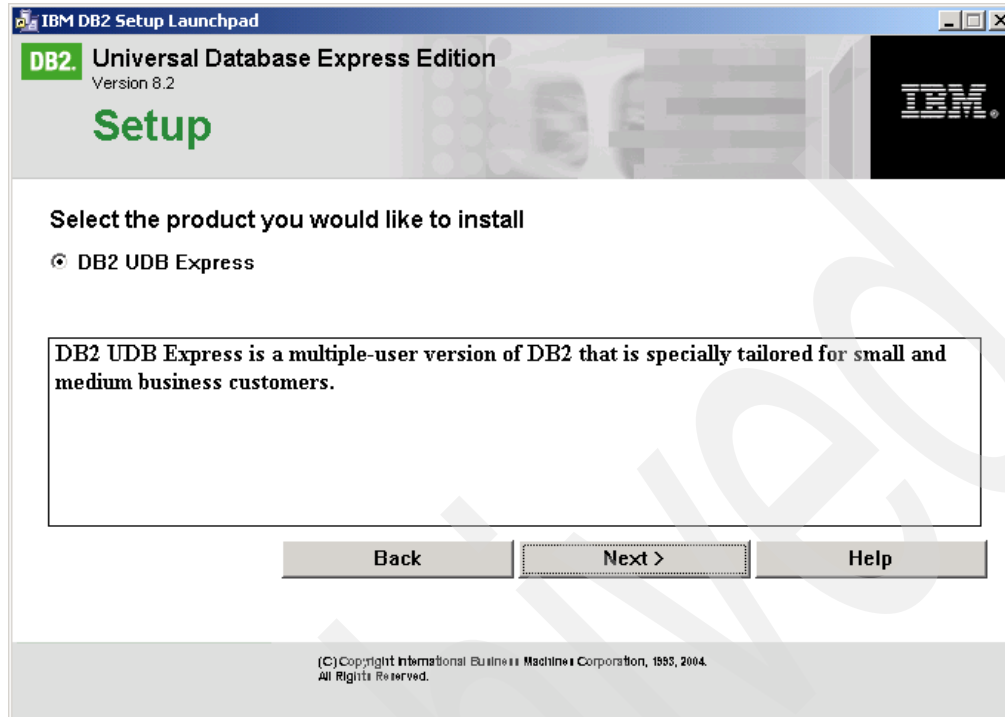 IBM DB2 Setup Launchpad
DB2. Universal Database Express Edition
Version 8.2
Setup
IBM
Select the product you would like to install
DB2 UDB Express
DB2 UDB Express is a multiple-user version of DB2 that is specially tailored for small and
medium business customers.
Back Next > Help
(C) Copyright International Business Machines Corporation, 1993, 2004.
All Rights Reserved.